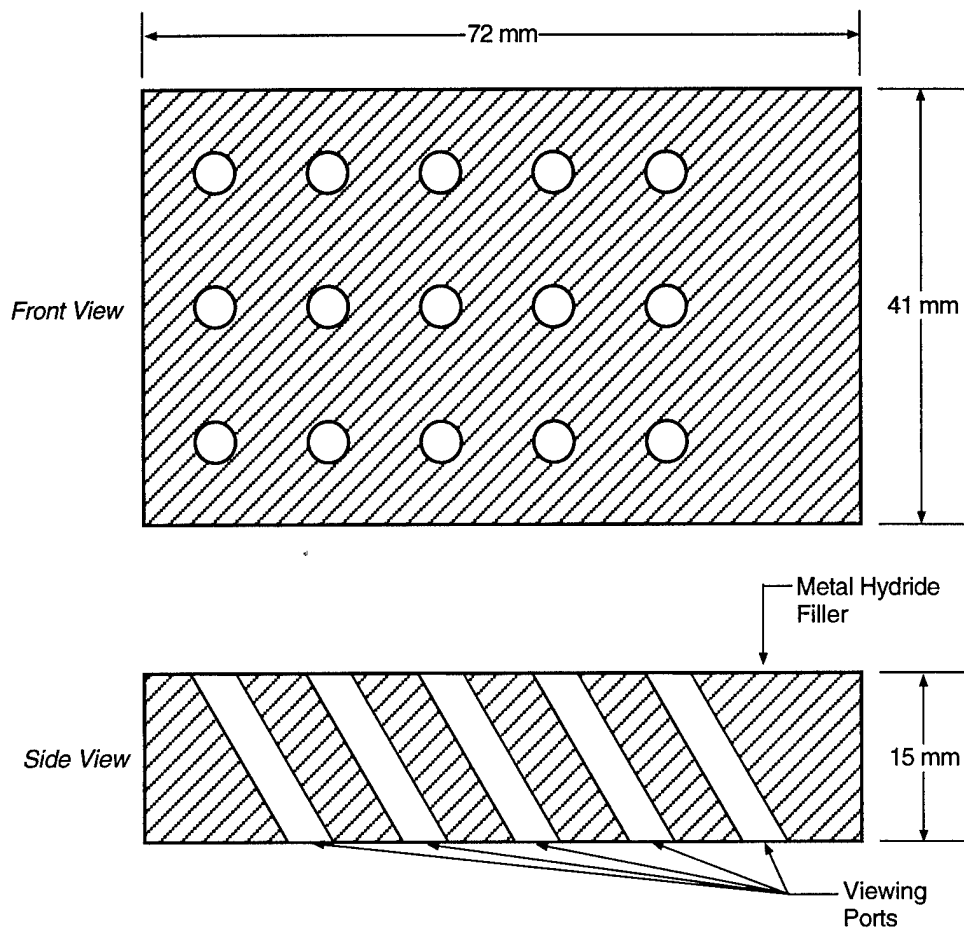 72 mm
Front View
41 mm
Metal Hydride
Filler
Side View
15 mm
Viewing
Ports